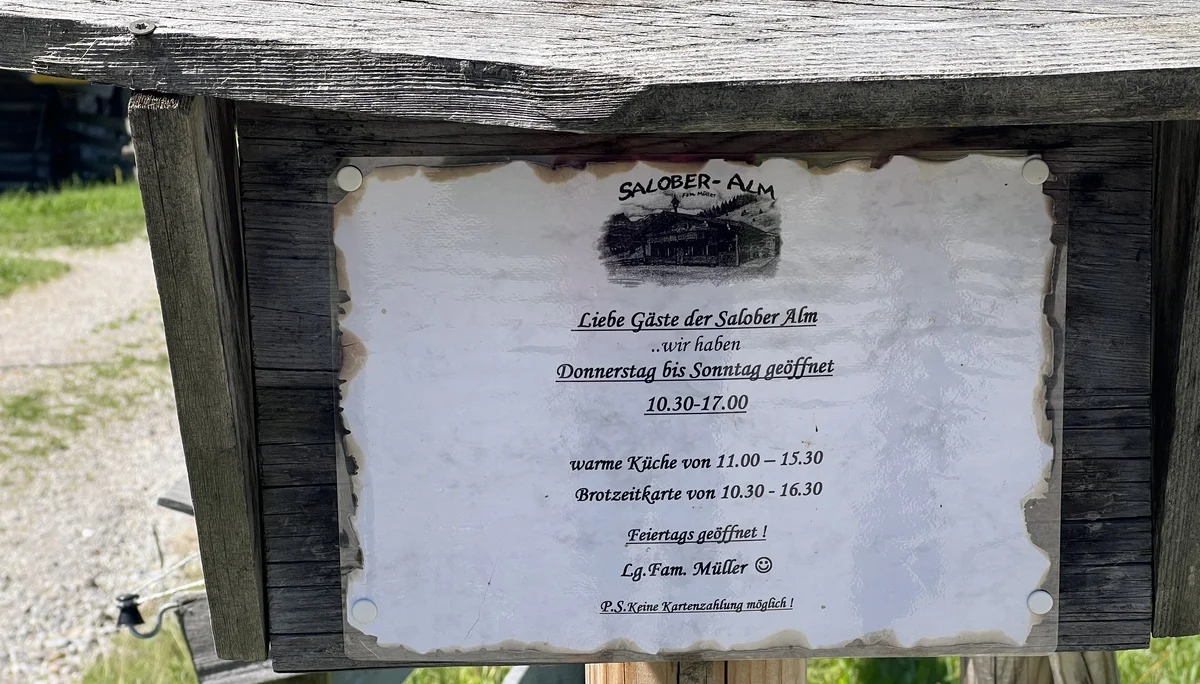 SALOBER-ALM
Fam. Müller
Liebe Gäste der Salober Alm
..wir haben
Donnerstag bis Sonntag geöffnet
10.30-17.00
warme Küche von 11.00 – 15.30
Brotzeitkarte von 10.30 - 16.30
Feiertags geöffnet !
Lg.Fam. Müller ☺
P.S.Keine Kartenzahlung möglich !